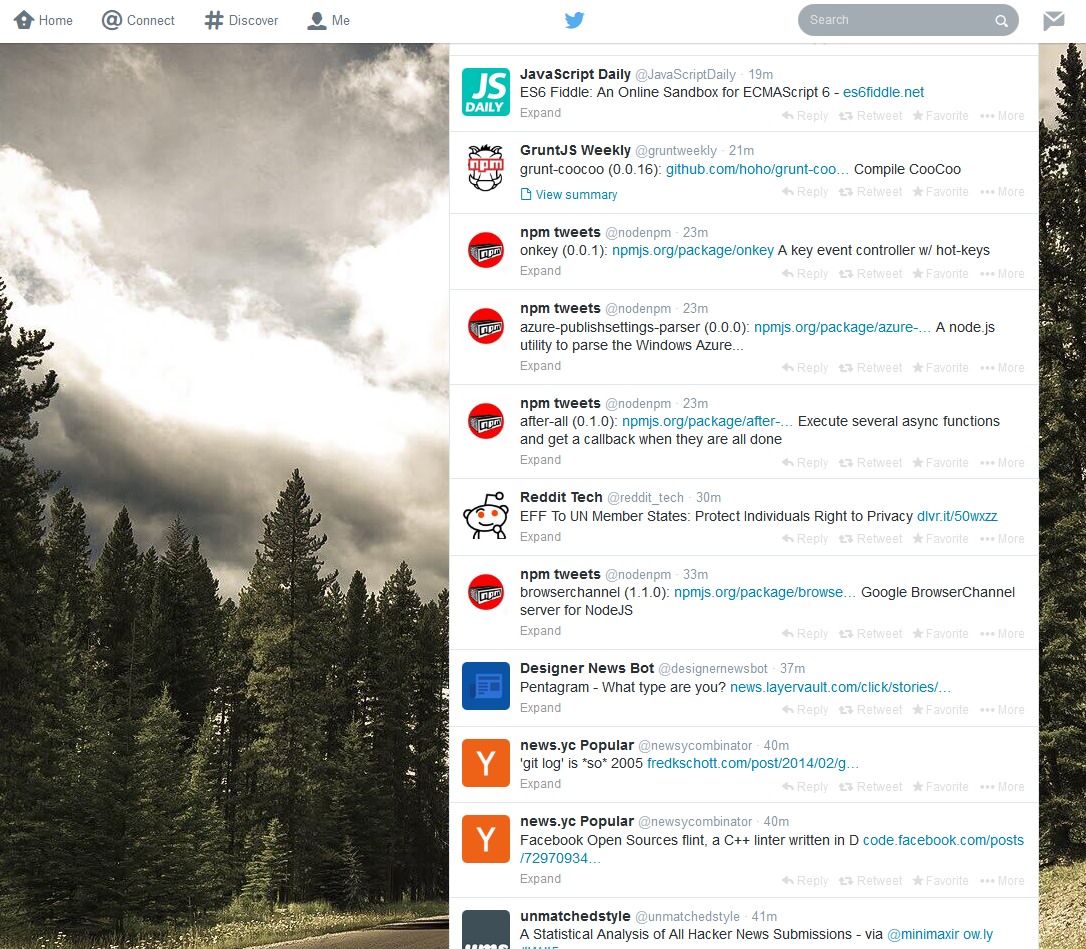 Home Connect Discover Me Search
JavaScript Daily @JavaScriptDaily · 19m
JS
DAILY
ES6 Fiddle: An Online Sandbox for ECMAScript 6 - es6fiddle.net
Expand Reply Retweet Favorite More
GruntJS Weekly @gruntweekly · 21m
npm
grunt-coocoo (0.0.16): github.com/hoho/grunt-coo… Compile CooCoo
View summary Reply Retweet Favorite More
npm tweets @nodenpm · 23m
npm
onkey (0.0.1): npmjs.org/package/onkey A key event controller w/ hot-keys
Expand Reply Retweet Favorite More
npm tweets @nodenpm · 23m
npm
azure-publishsettings-parser (0.0.0): npmjs.org/package/azure-… A node.js
utility to parse the Windows Azure...
Expand Reply Retweet Favorite More
npm tweets @nodenpm · 23m
npm
after-all (0.1.0): npmjs.org/package/after-… Execute several async functions
and get a callback when they are all done
Expand Reply Retweet Favorite More
Reddit Tech @reddit_tech · 30m
EFF To UN Member States: Protect Individuals Right to Privacy dlvr.it/50wxzz
Expand Reply Retweet Favorite More
npm tweets @nodenpm · 33m
npm
browserchannel (1.1.0): npmjs.org/package/browse… Google BrowserChannel
server for NodeJS
Expand Reply Retweet Favorite More
Designer News Bot @designernewsbot · 37m
Pentagram - What type are you? news.layervault.com/click/stories/…
Expand Reply Retweet Favorite More
news.yc Popular @newsycombinator · 40m
Y
'git log' is *so* 2005 fredkschott.com/post/2014/02/g…
Expand Reply Retweet Favorite More
news.yc Popular @newsycombinator · 40m
Y
Facebook Open Sources flint, a C++ linter written in D code.facebook.com/posts
/72970934…
Expand Reply Retweet Favorite More
unmatchedstyle @unmatchedstyle · 41m
A Statistical Analysis of All Hacker News Submissions - via @minimaxir ow.ly